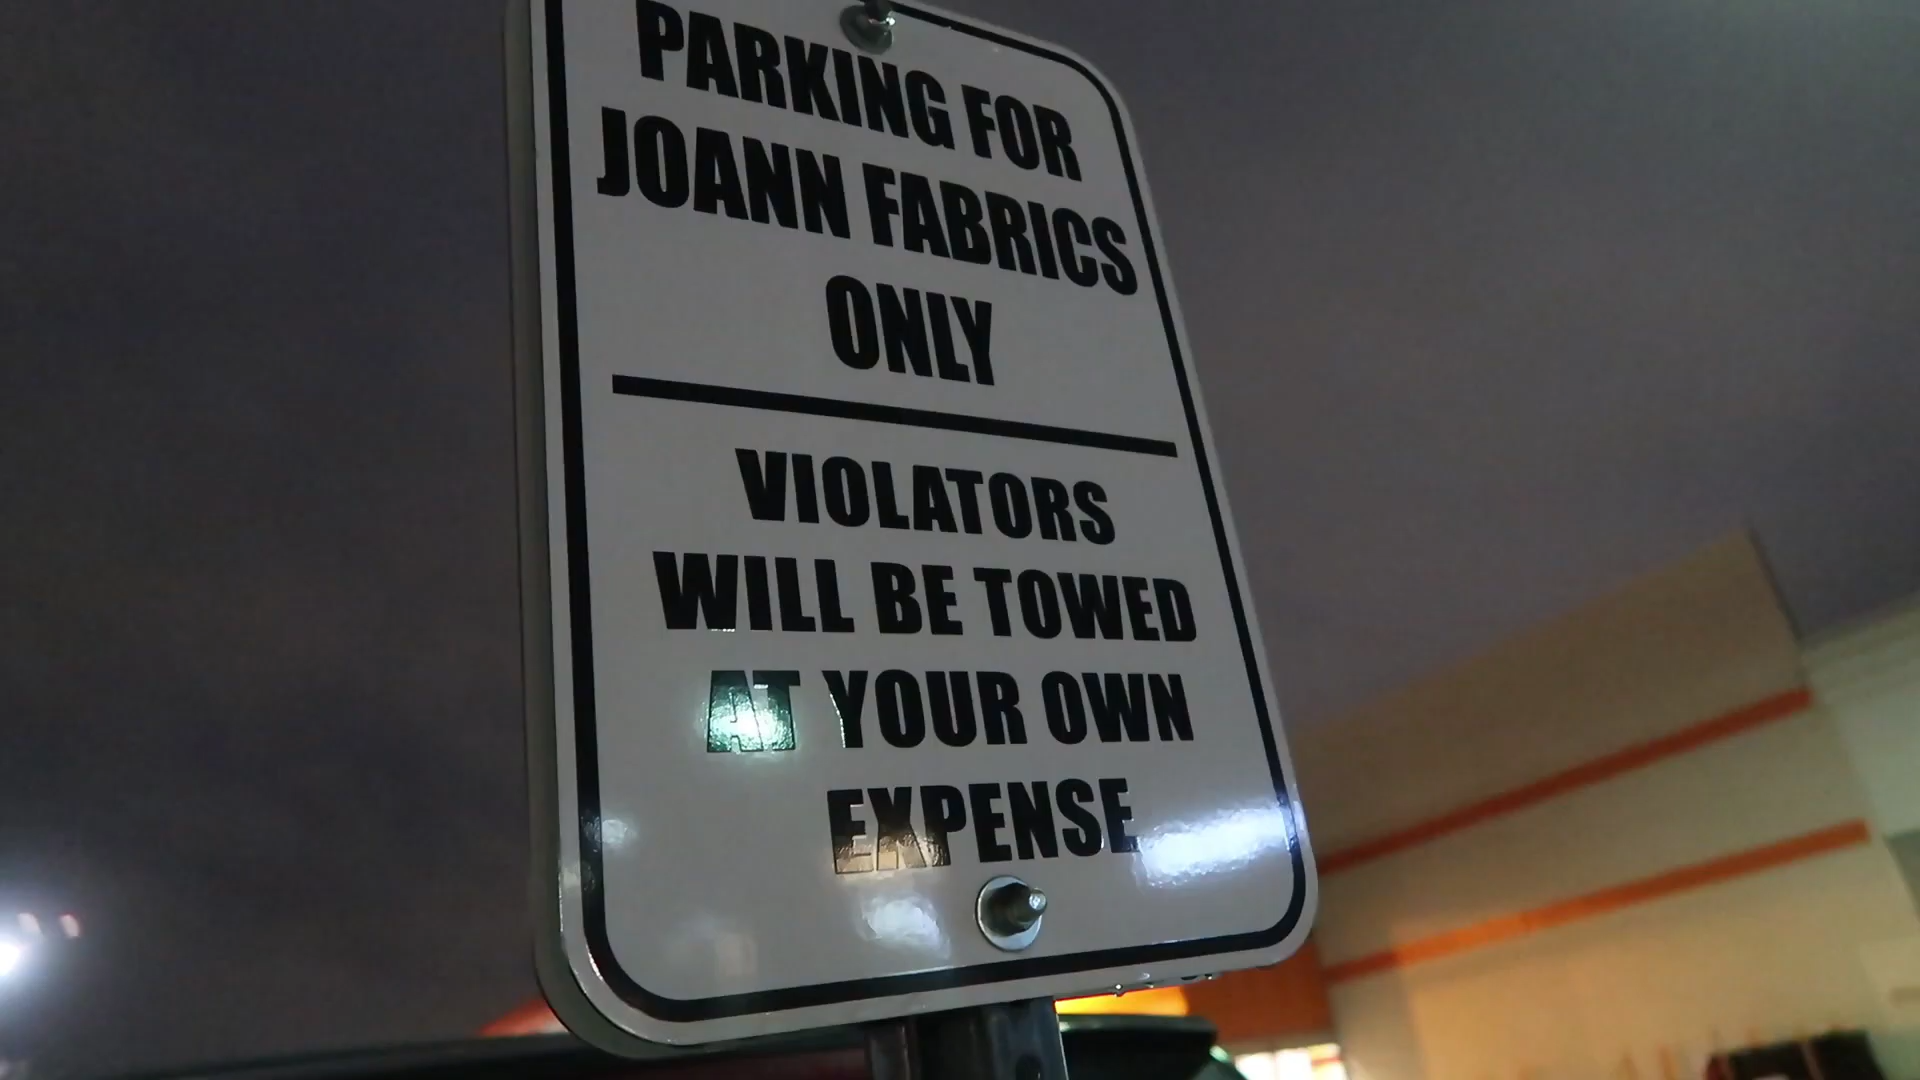 PARKING FOR
JOANN FABRICS
ONLY
VIOLATORS
WILL BE TOWED
AT YOUR OWN
EXPENSE